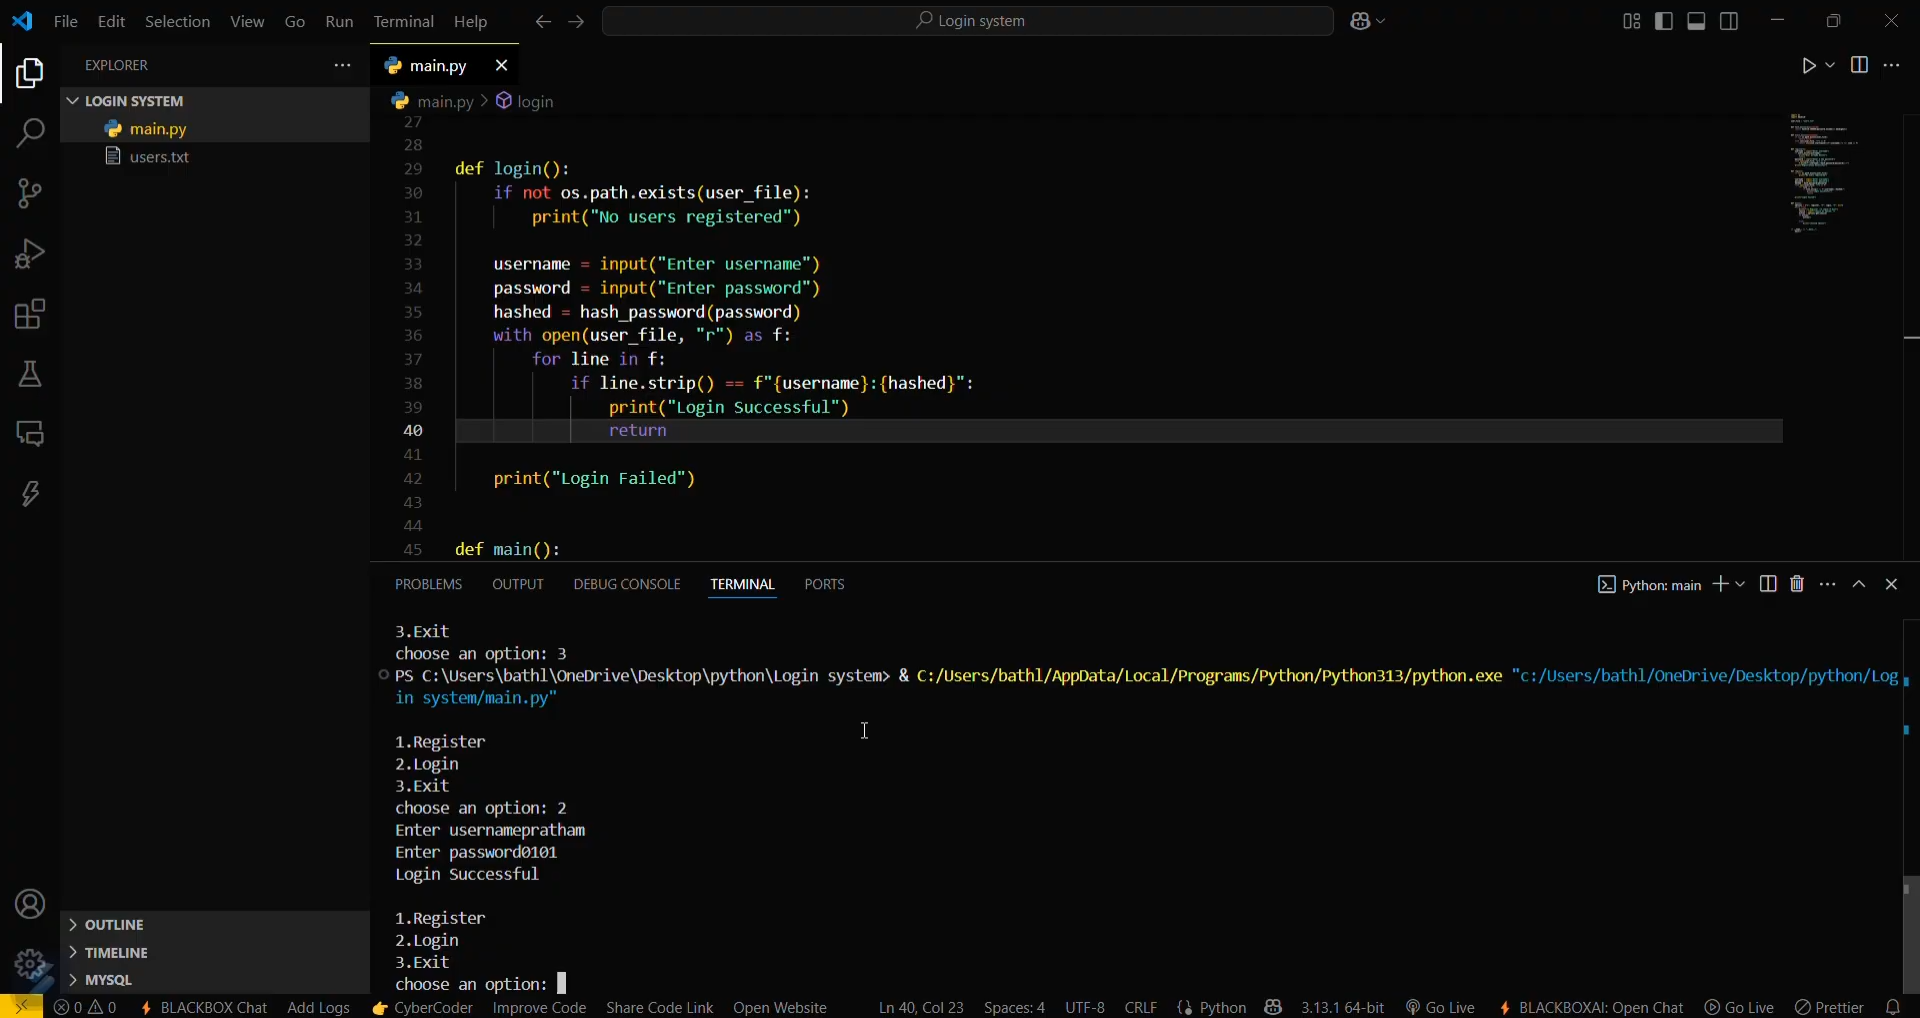 File Edit Selection View Go Run Terminal Help
Login system
EXPLORER
LOGIN SYSTEM
main.py
users.txt
OUTLINE
TIMELINE
MYSQL
main.py
main.py > login
27
28
29 def login():
30 if not os.path.exists(user_file):
31 print("No users registered")
32
33 username = input("Enter username")
34 password = input("Enter password")
35 hashed = hash_password(password)
36 with open(user_file, "r") as f:
37 for line in f:
38 if line.strip() == f"{username}:{hashed}":
39 print("Login Successful")
40 return
41
42 print("Login Failed")
43
44
45 def main():
PROBLEMS OUTPUT DEBUG CONSOLE TERMINAL PORTS
Python: main
3.Exit
choose an option: 3
PS C:\Users\bathl\OneDrive\Desktop\python\Login system> & C:/Users/bathl/AppData/Local/Programs/Python/Python313/python.exe "c:/Users/bathl/OneDrive/Desktop/python/Log
in system/main.py"
1.Register
2.Login
3.Exit
choose an option: 2
Enter usernamepratham
Enter password0101
Login Successful
1.Register
2.Login
3.Exit
choose an option:
0 0 BLACKBOX Chat Add Logs CyberCoder Improve Code Share Code Link Open Website Ln 40, Col 23 Spaces: 4 UTF-8 CRLF {} Python 3.13.1 64-bit Go Live BLACKBOXAI: Open Chat Go Live Prettier